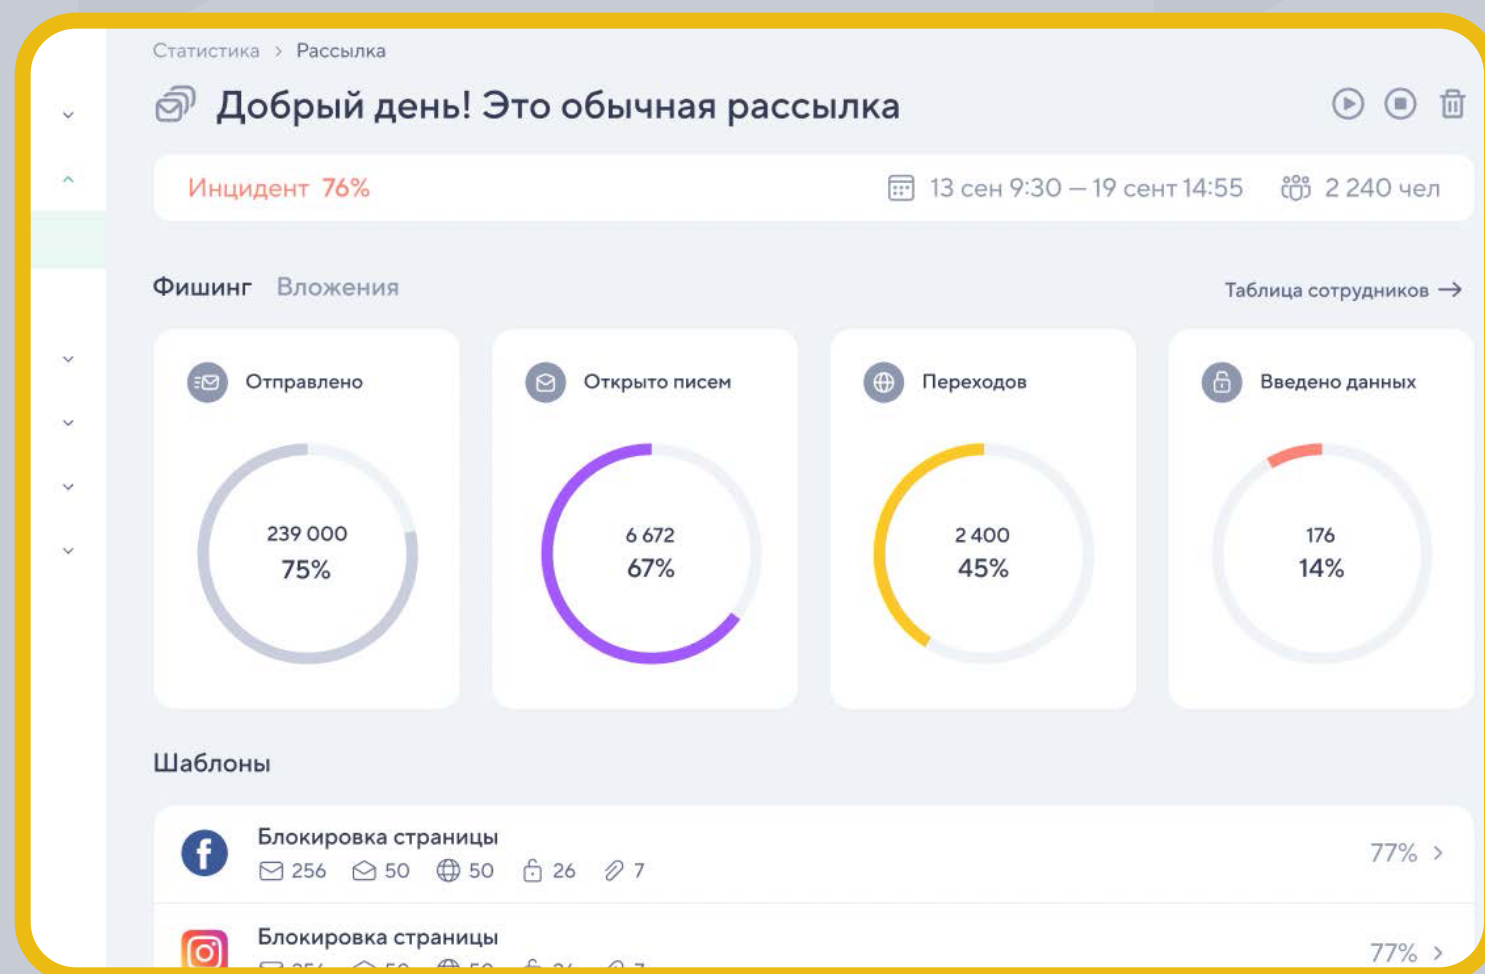 Статистика > Рассылка
Добрый день! Это обычная рассылка
Инцидент 76% 13 сен 9:30 — 19 сент 14:55 2 240 чел
Фишинг Вложения Таблица сотрудников →
Отправлено Открыто писем Переходов Введено данных
239 000 6 672 2 400 176
75% 67% 45% 14%
Шаблоны
Блокировка страницы
256 50 50 26 7 77% >
Блокировка страницы
77% >